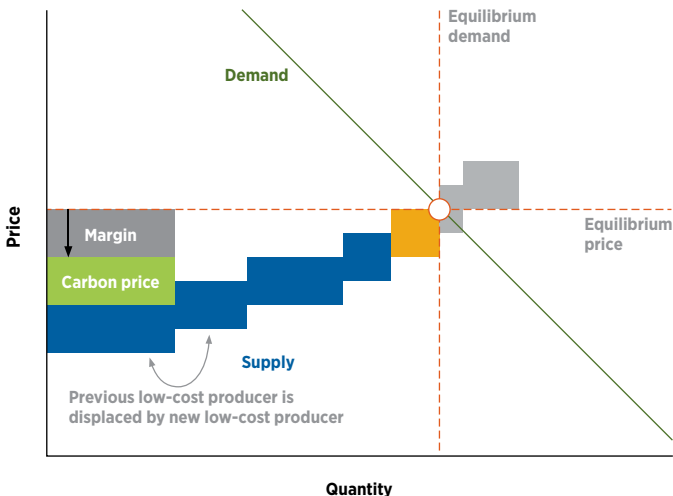 Equilibrium
demand
Demand
Price
Margin
Equilibrium
price
Carbon price
Supply
Previous low-cost producer is
displaced by new low-cost producer
Quantity